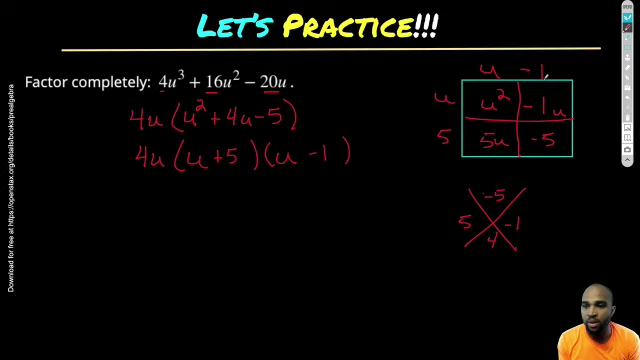 LET'S PRACTICE!!!
Factor completely: 4u³ + 16u² − 20u.
4u(u² + 4u − 5)
4u(u + 5)(u − 1)
u −1
u u² −1u
5 5u −5
−5
5 −1
4
Download for free at https://openstax.org/details/books/prealgebra